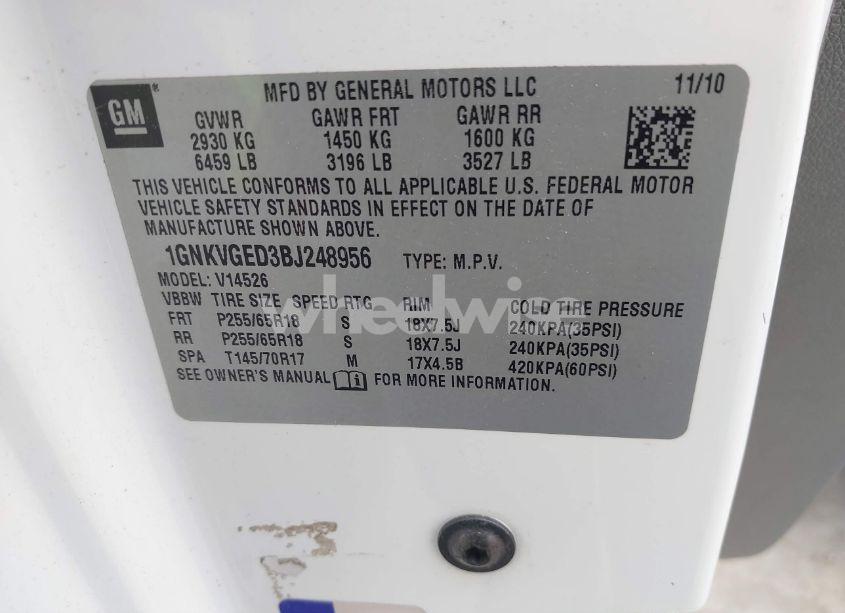 GM
MFD BY GENERAL MOTORS LLC 11/10
GVWR GAWR FRT GAWR RR
2930 KG 1450 KG 1600 KG
6459 LB 3196 LB 3527 LB
THIS VEHICLE CONFORMS TO ALL APPLICABLE U.S. FEDERAL MOTOR
VEHICLE SAFETY STANDARDS IN EFFECT ON THE DATE OF
MANUFACTURE SHOWN ABOVE.
1GNKVGED3BJ248956 TYPE: M.P.V.
MODEL: V14526
VBBW TIRE SIZE SPEED RTG RIM COLD TIRE PRESSURE
FRT P255/65R18 S 18X7.5J 240KPA(35PSI)
RR P255/65R18 S 18X7.5J 240KPA(35PSI)
SPA T145/70R17 M 17X4.5B 420KPA(60PSI)
SEE OWNER'S MANUAL FOR MORE INFORMATION.
wheelwise